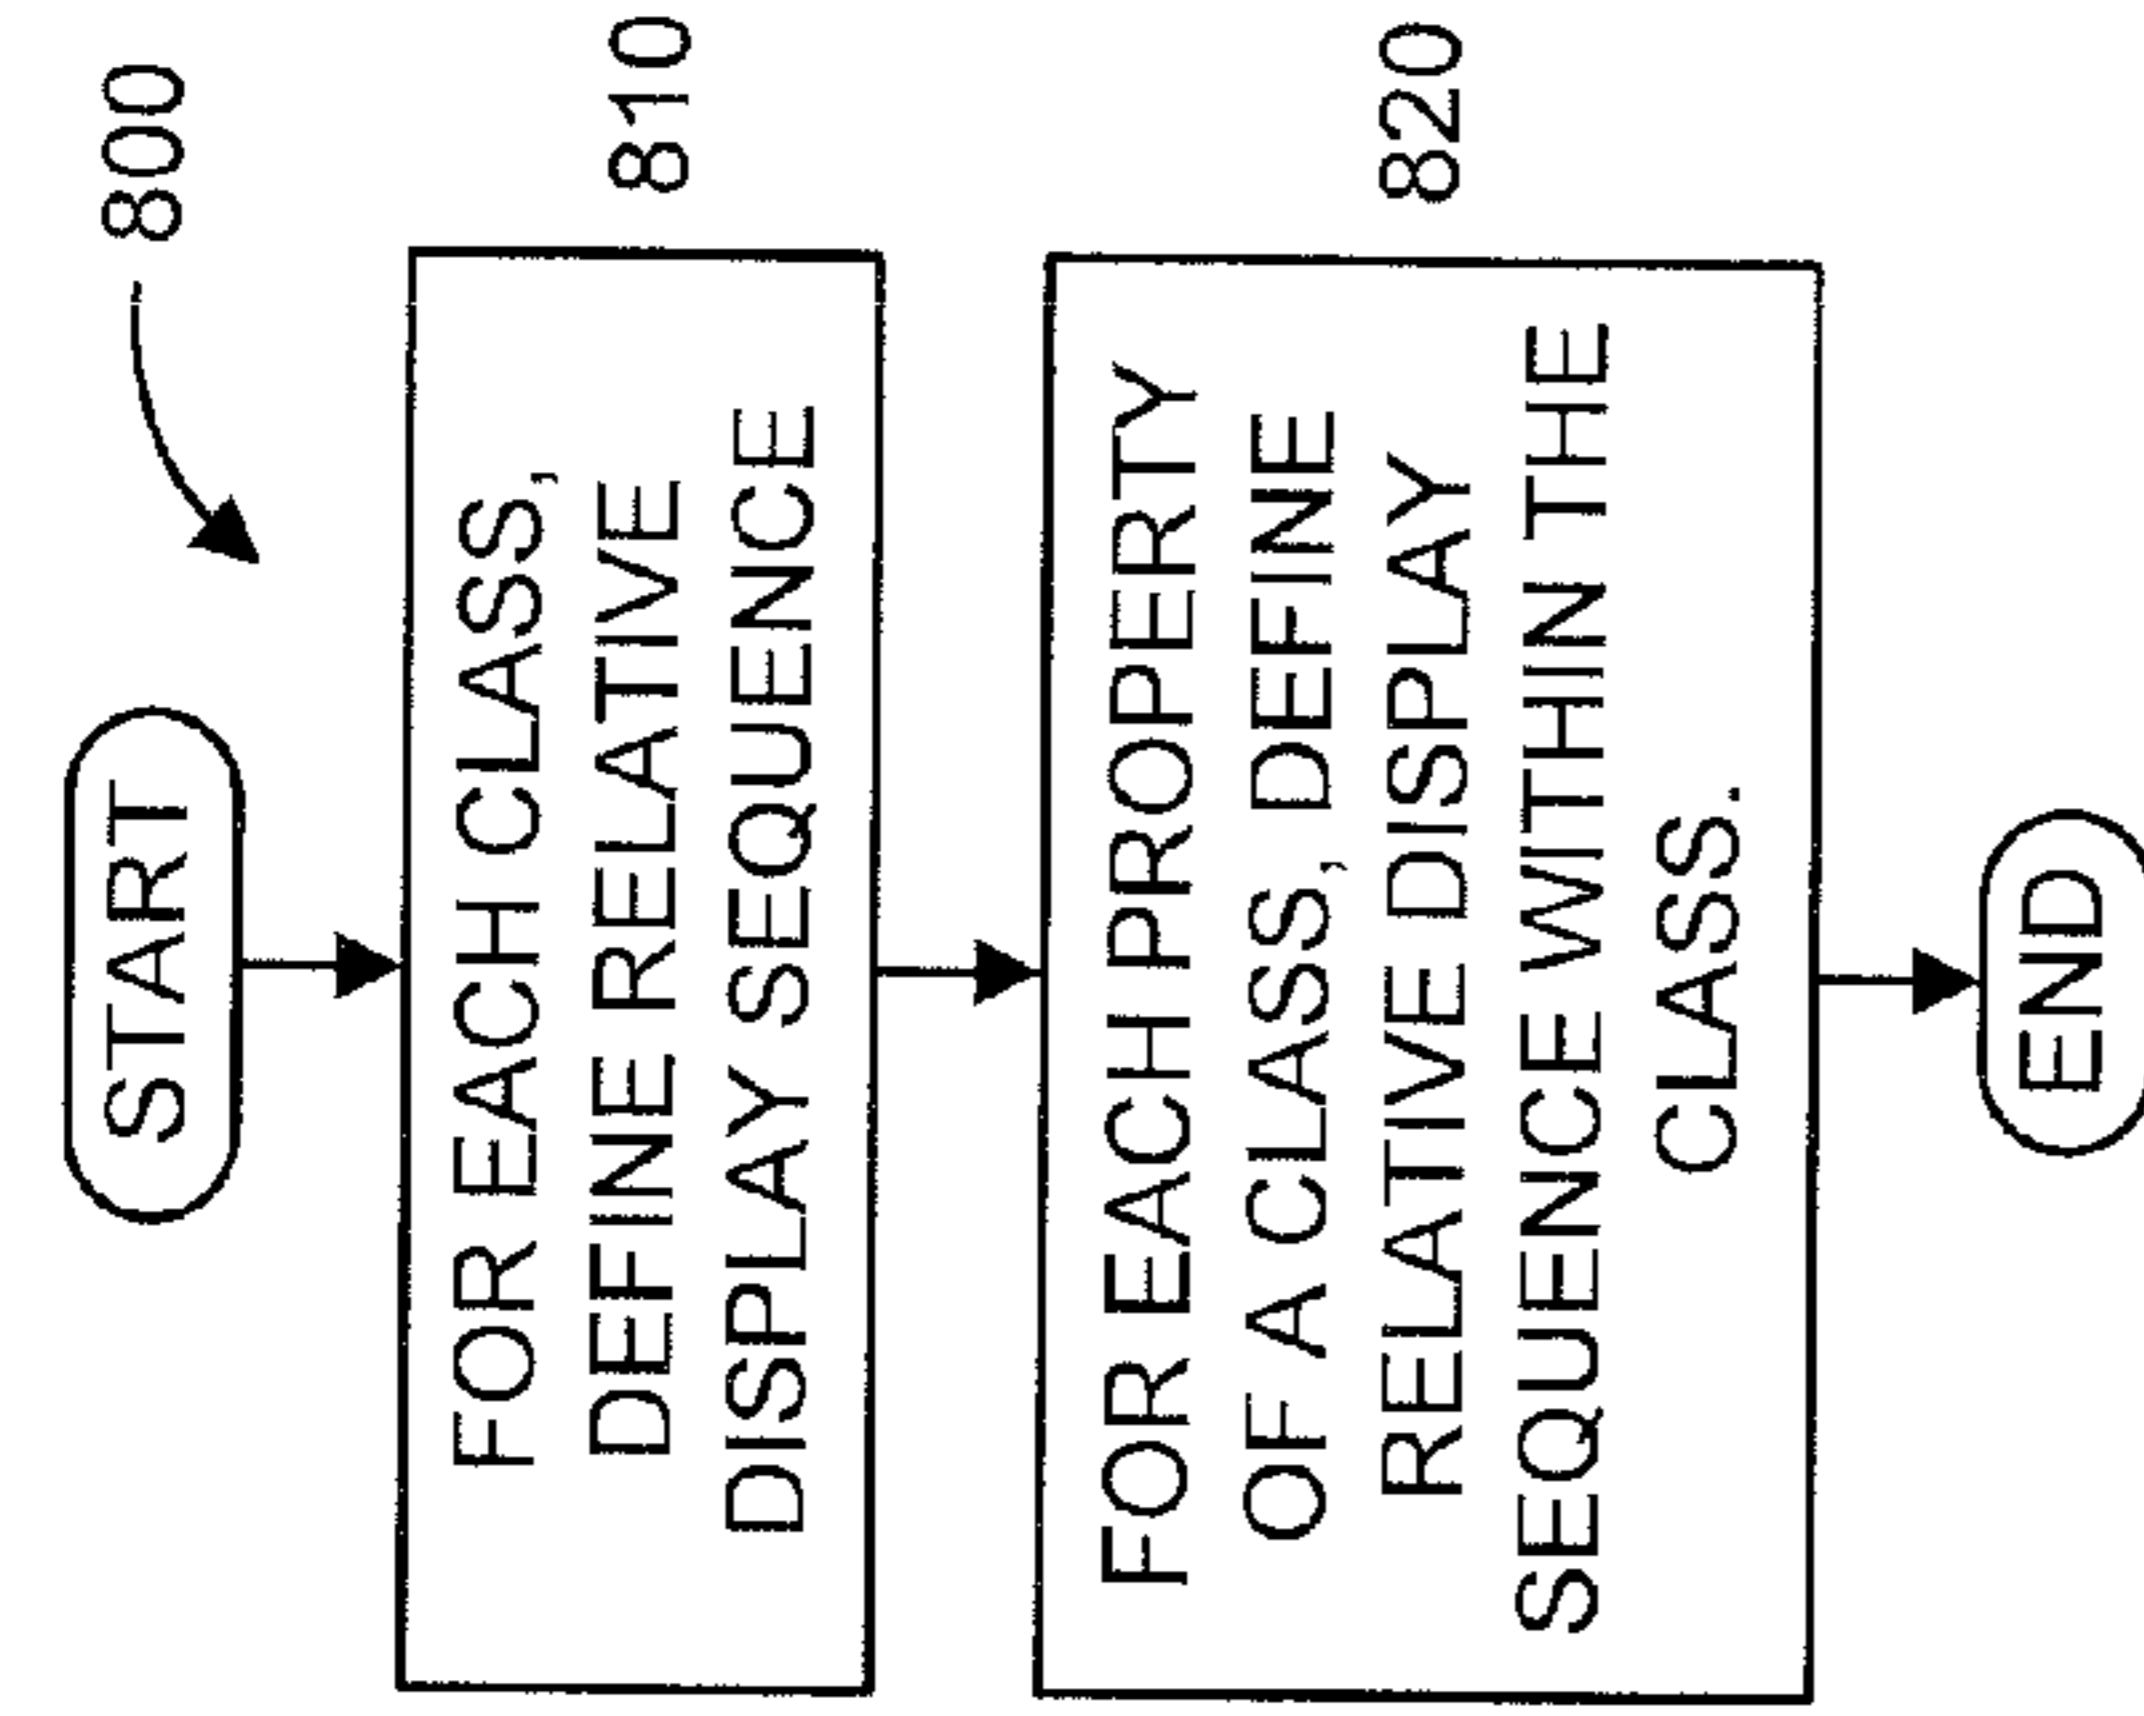 800
START
FOR EACH CLASS,
DEFINE RELATIVE
DISPLAY SEQUENCE
810
FOR EACH PROPERTY
OF A CLASS, DEFINE
RELATIVE DISPLAY
SEQUENCE WITHIN THE
CLASS.
820
END